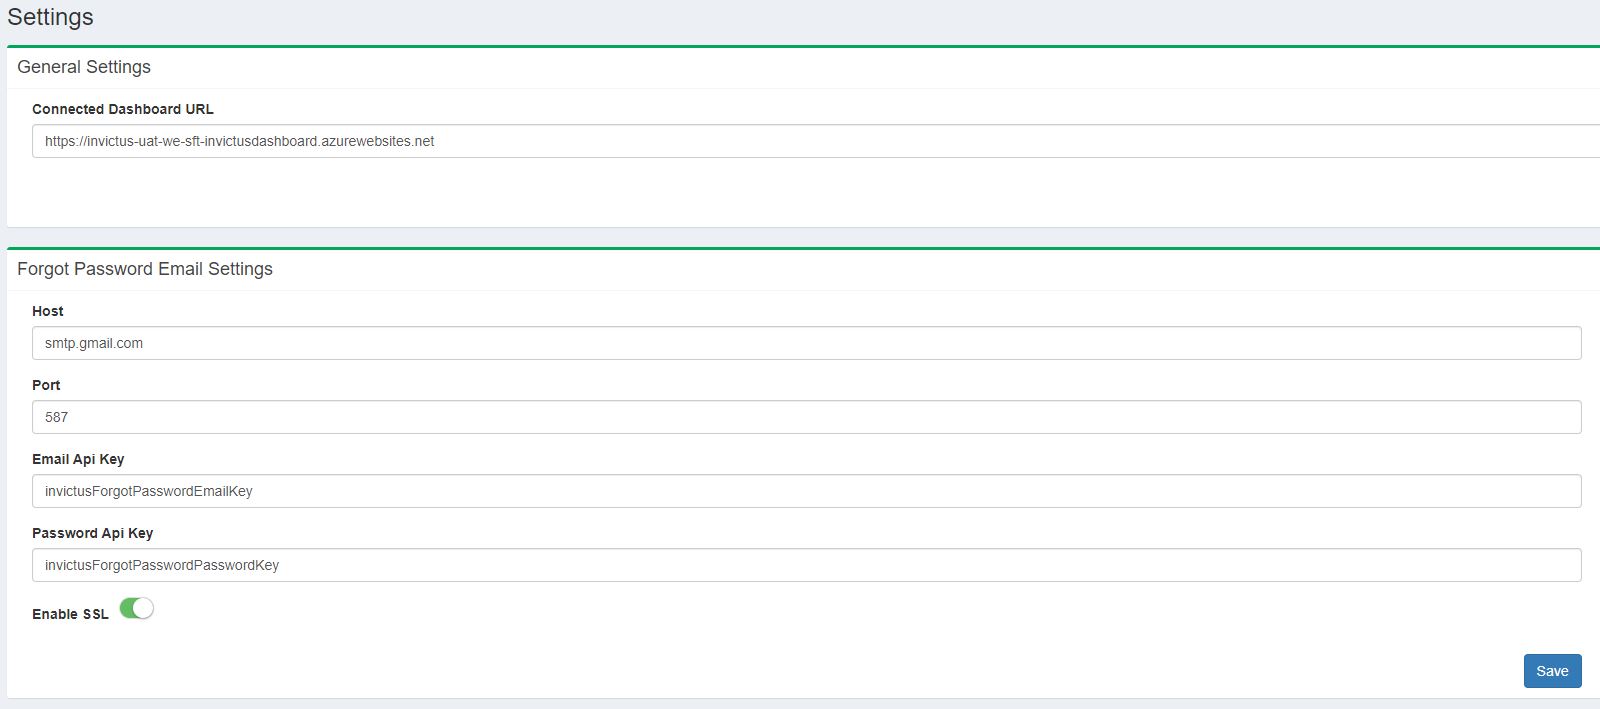 Settings
General Settings
Connected Dashboard URL
https://invictus-uat-we-sft-invictusdashboard.azurewebsites.net
Forgot Password Email Settings
Host
smtp.gmail.com
Port
587
Email Api Key
invictusForgotPasswordEmailKey
Password Api Key
invictusForgotPasswordPasswordKey
Enable SSL
Save